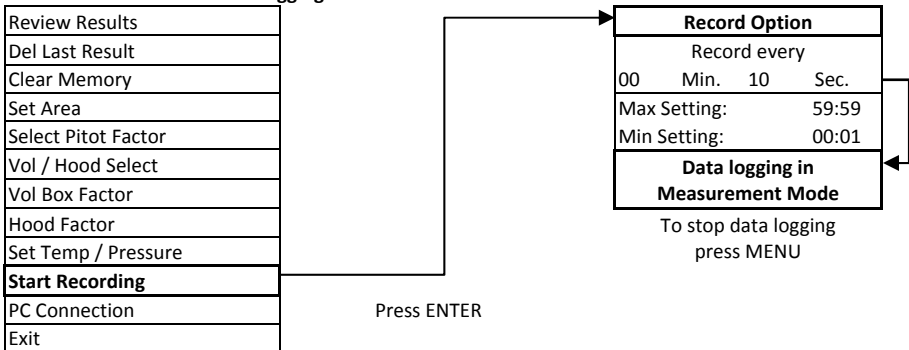 Review Results
Del Last Result
Clear Memory
Set Area
Select Pitot Factor
Vol / Hood Select
Vol Box Factor
Hood Factor
Set Temp / Pressure
Start Recording
PC Connection
Exit
Press ENTER
Record Option
Record every
00 Min. 10 Sec.
Max Setting: 59:59
Min Setting: 00:01
Data logging in
Measurement Mode
To stop data logging
press MENU